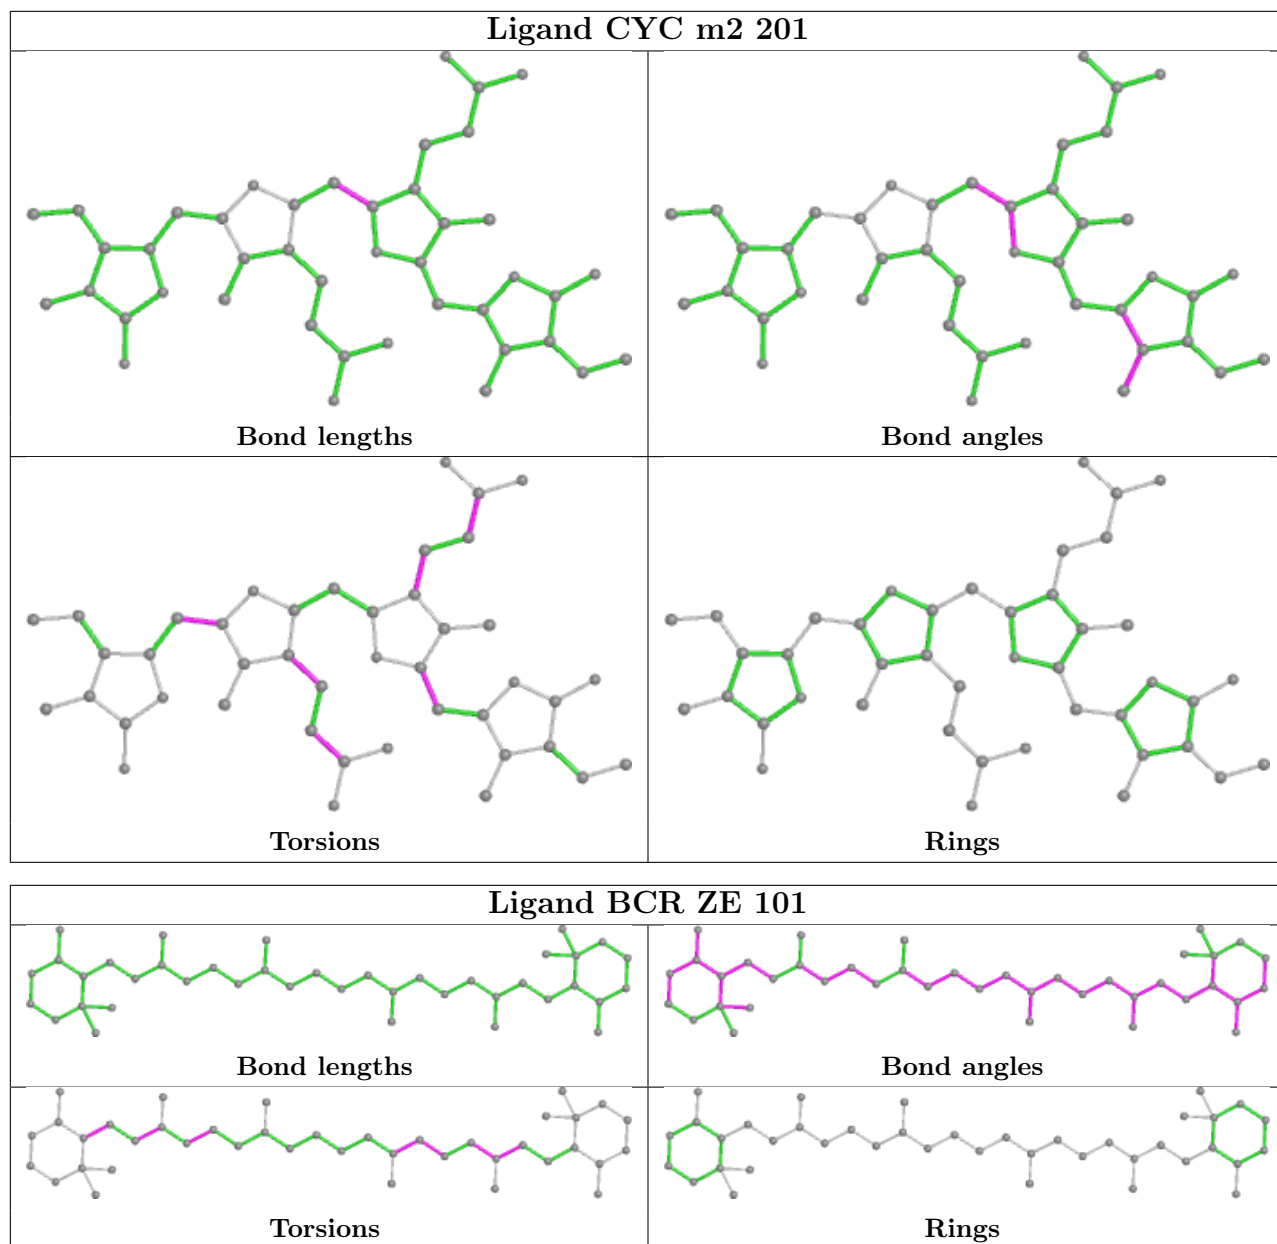 Ligand CYC m2 201
Bond lengths
Bond angles
Torsions
Rings
Ligand BCR ZE 101
Bond lengths
Bond angles
Torsions
Rings